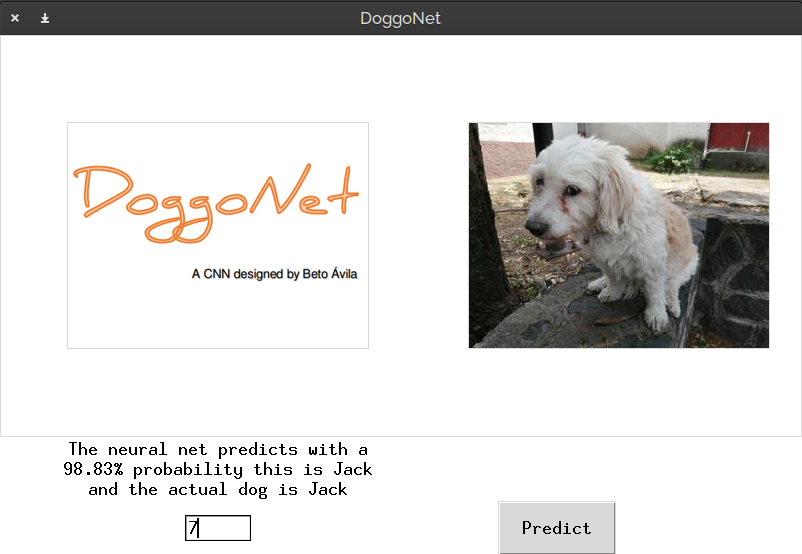 DoggoNet
DoggoNet
A CNN designed by Beto Ávila
The neural net predicts with a
98.83% probability this is Jack
and the actual dog is Jack
7
Predict